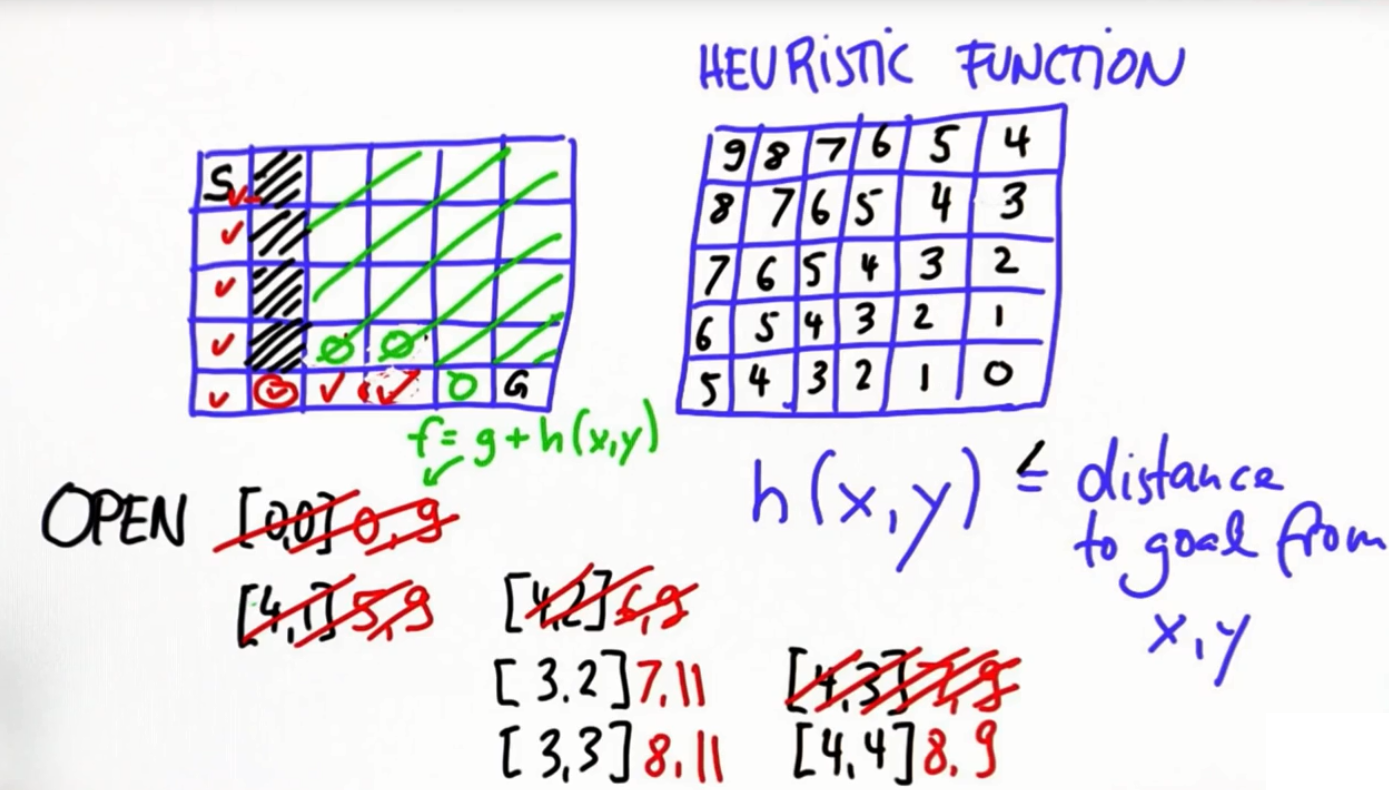 HEURISTIC FUNCTION
S
G
9 8 7 6 5 4
8 7 6 5 4 3
7 6 5 4 3 2
6 5 4 3 2 1
5 4 3 2 1 0
f = g + h(x,y)
h(x,y) ≤ distance
to goal from
x,y
OPEN [0,0] 0,9
[4,1] 5,9
[4,2] 6,9
[3.2] 7,11
[4,3] 7,9
[3,3] 8,11
[4,4] 8,9